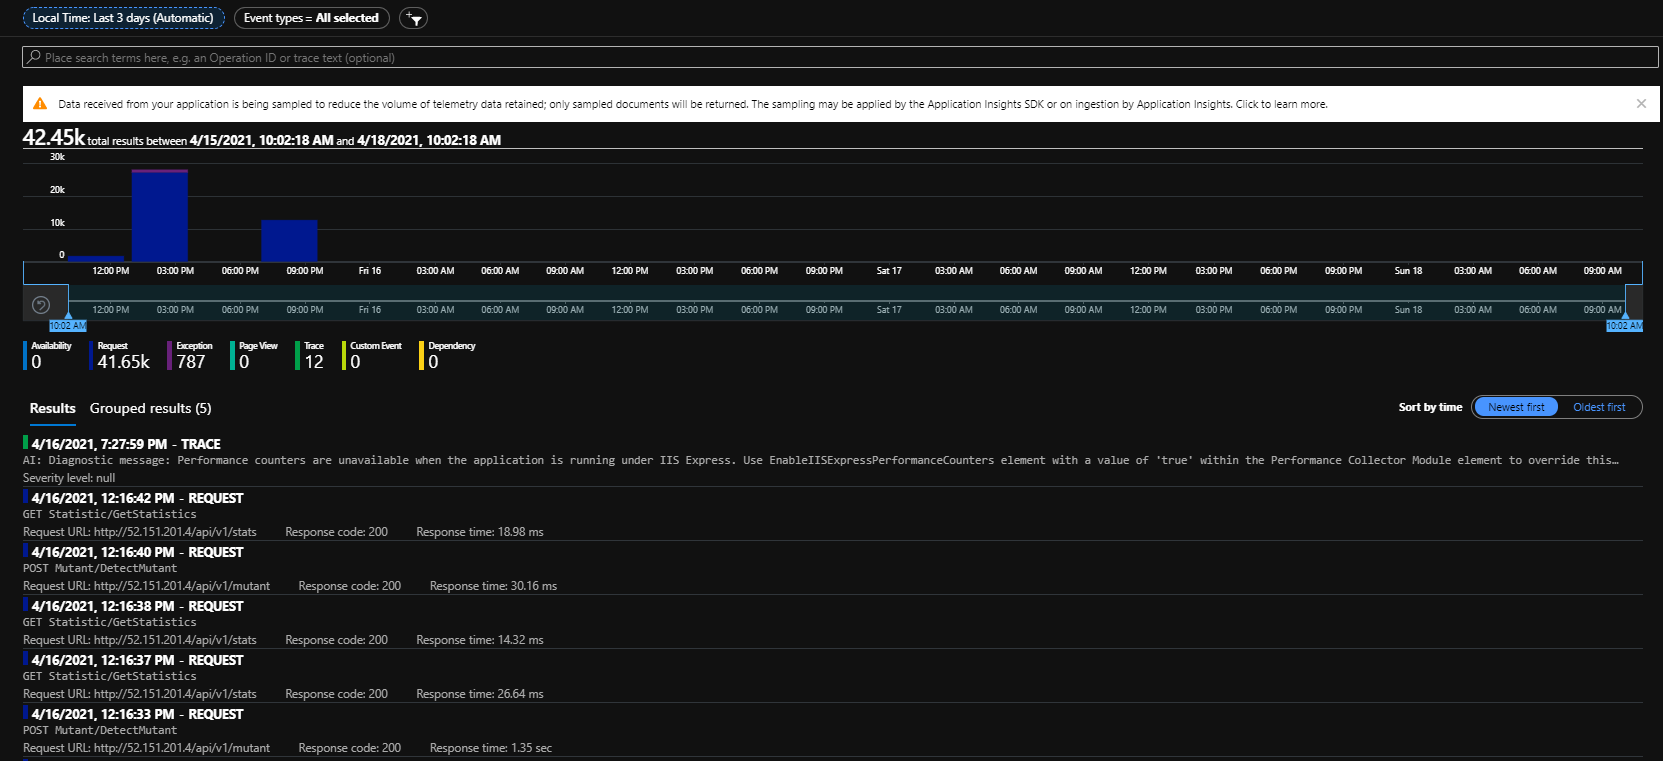 Local Time: Last 3 days (Automatic) Event types = All selected
Place search terms here, e.g. an Operation ID or trace text (optional)
Data received from your application is being sampled to reduce the volume of telemetry data retained; only sampled documents will be returned. The sampling may be applied by the Application Insights SDK or on ingestion by Application Insights. Click to learn more.
42.45k total results between 4/15/2021, 10:02:18 AM and 4/18/2021, 10:02:18 AM
30k
20k
10k
0
12:00 PM 03:00 PM 06:00 PM 09:00 PM Fri 16 03:00 AM 06:00 AM 09:00 AM 12:00 PM 03:00 PM 06:00 PM 09:00 PM Sat 17 03:00 AM 06:00 AM 09:00 AM 12:00 PM 03:00 PM 06:00 PM 09:00 PM Sun 18 03:00 AM 06:00 AM 09:00 AM
12:00 PM 03:00 PM 06:00 PM 09:00 PM Fri 16 03:00 AM 06:00 AM 09:00 AM 12:00 PM 03:00 PM 06:00 PM 09:00 PM Sat 17 03:00 AM 06:00 AM 09:00 AM 12:00 PM 03:00 PM 06:00 PM 09:00 PM Sun 18 03:00 AM 06:00 AM 09:00 AM
10:02 AM 10:02 AM
Availability Request Exception Page View Trace Custom Event Dependency
0 41.65k 787 0 12 0 0
Results Grouped results (5) Sort by time Newest first Oldest first
4/16/2021, 7:27:59 PM - TRACE
AI: Diagnostic message: Performance counters are unavailable when the application is running under IIS Express. Use EnableIISExpressPerformanceCounters element with a value of 'true' within the Performance Collector Module element to override this…
Severity level: null
4/16/2021, 12:16:42 PM - REQUEST
GET Statistic/GetStatistics
Request URL: http://52.151.201.4/api/v1/stats Response code: 200 Response time: 18.98 ms
4/16/2021, 12:16:40 PM - REQUEST
POST Mutant/DetectMutant
Request URL: http://52.151.201.4/api/v1/mutant Response code: 200 Response time: 30.16 ms
4/16/2021, 12:16:38 PM - REQUEST
GET Statistic/GetStatistics
Request URL: http://52.151.201.4/api/v1/stats Response code: 200 Response time: 14.32 ms
4/16/2021, 12:16:37 PM - REQUEST
GET Statistic/GetStatistics
Request URL: http://52.151.201.4/api/v1/stats Response code: 200 Response time: 26.64 ms
4/16/2021, 12:16:33 PM - REQUEST
POST Mutant/DetectMutant
Request URL: http://52.151.201.4/api/v1/mutant Response code: 200 Response time: 1.35 sec